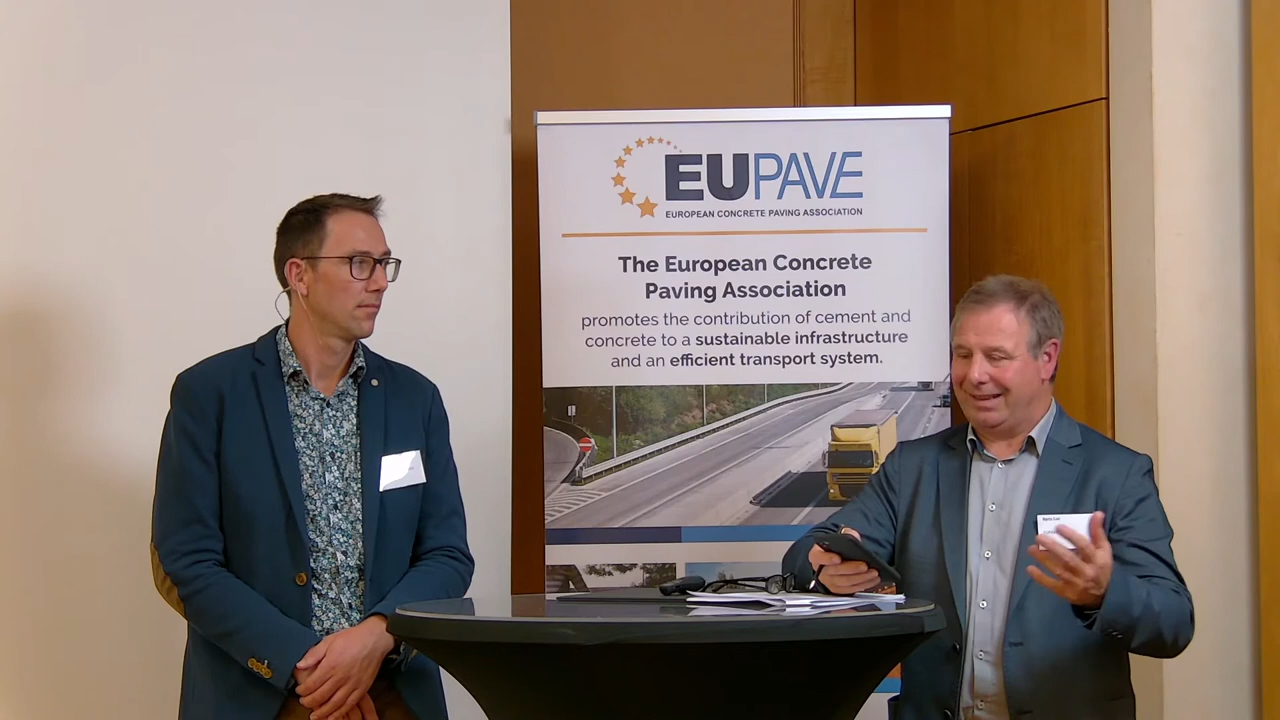 EUPAVE
EUROPEAN CONCRETE PAVING ASSOCIATION
The European Concrete
Paving Association
promotes the contribution of cement and
concrete to a sustainable infrastructure
and an efficient transport system.